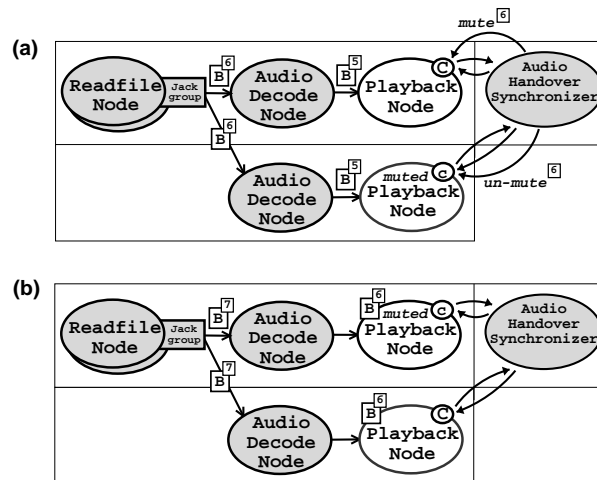 (a)
mute 6
Readfile
Node
Jack
group
B 6
Audio
Decode
Node
B 5
Playback
Node
C
Audio
Handover
Synchronizer
B 6
Audio
Decode
Node
B 5
muted
Playback
Node
c
un-mute 6
(b)
Readfile
Node
Jack
group
B 7
Audio
Decode
Node
B 6
muted
Playback
Node
c
Audio
Handover
Synchronizer
B 7
Audio
Decode
Node
B 6
Playback
Node
C